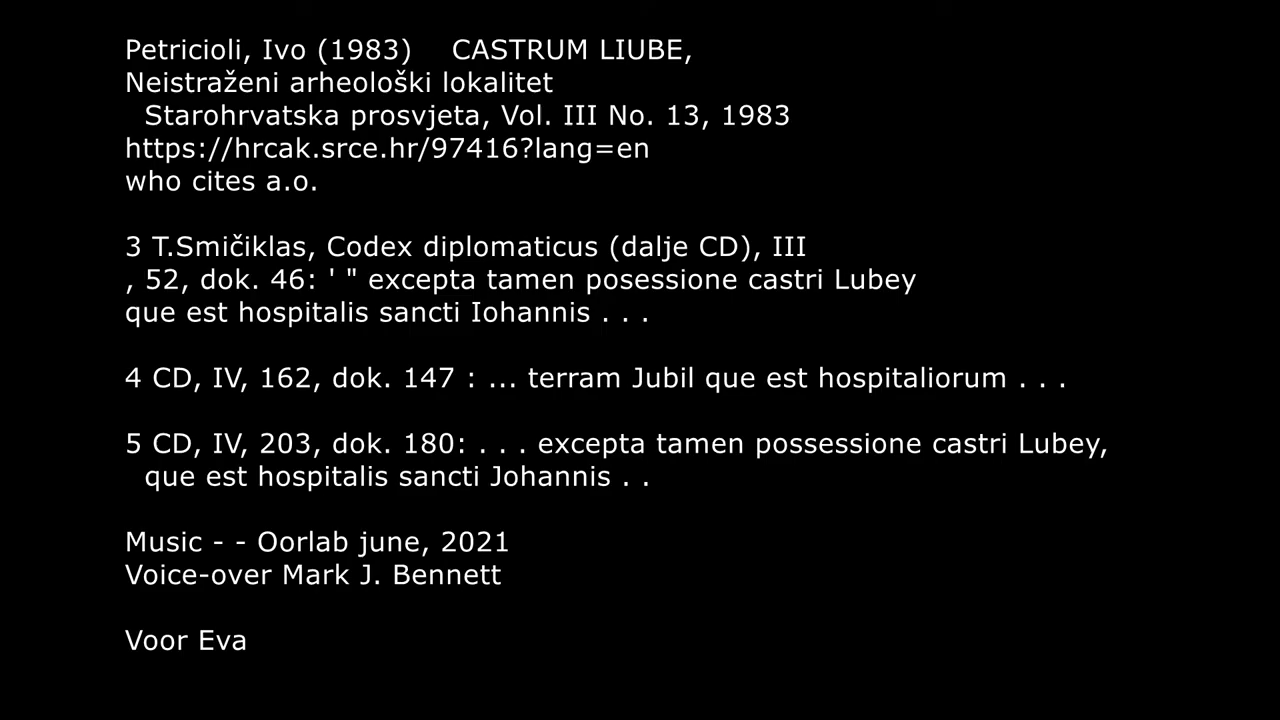 Petricioli, Ivo (1983)    CASTRUM LIUBE,
Neistraženi arheološki lokalitet
Starohrvatska prosvjeta, Vol. III No. 13, 1983
https://hrcak.srce.hr/97416?lang=en
who cites a.o.
3 T.Smičiklas, Codex diplomaticus (dalje CD), III
, 52, dok. 46: ' " excepta tamen posessione castri Lubey
que est hospitalis sancti Iohannis . . .
4 CD, IV, 162, dok. 147 : ... terram Jubil que est hospitaliorum . . .
5 CD, IV, 203, dok. 180: . . . excepta tamen possessione castri Lubey,
que est hospitalis sancti Johannis . .
Music - - Oorlab june, 2021
Voice-over Mark J. Bennett
Voor Eva